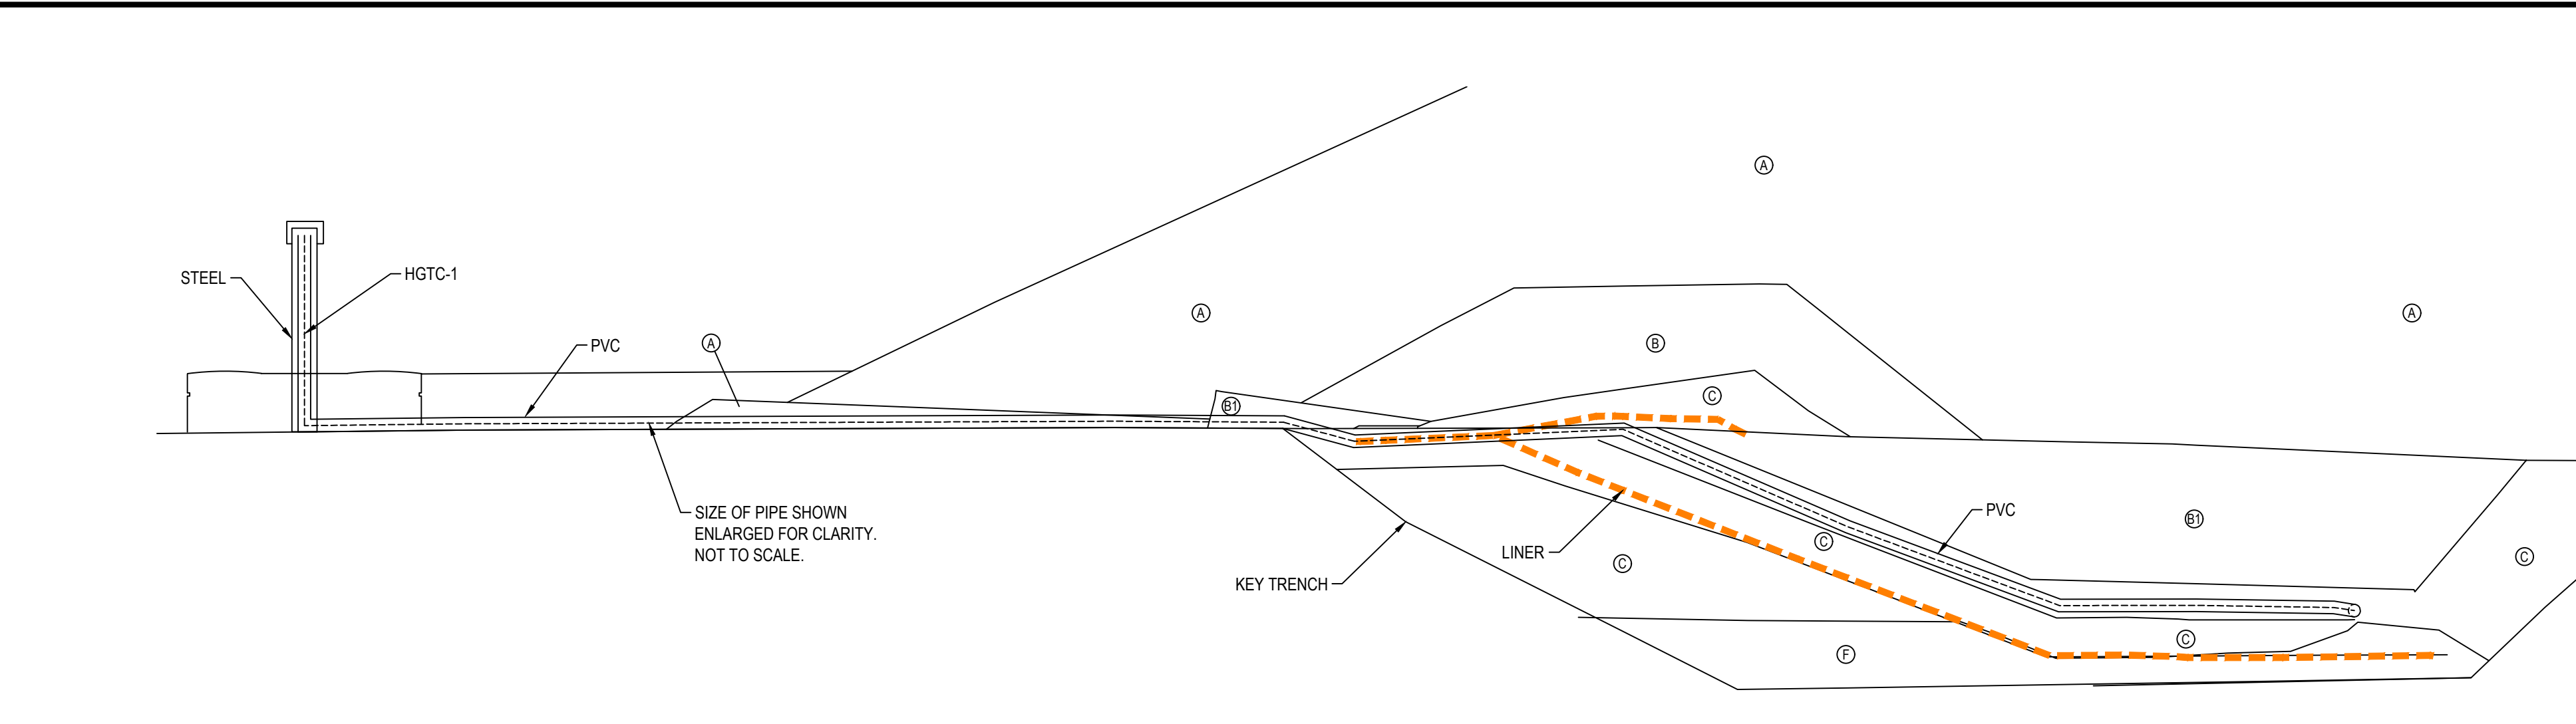 A
STEEL
HGTC-1
A
A
PVC
A
B
C
B1
SIZE OF PIPE SHOWN
ENLARGED FOR CLARITY.
NOT TO SCALE.
PVC
B1
LINER
C
C
C
KEY TRENCH
C
F